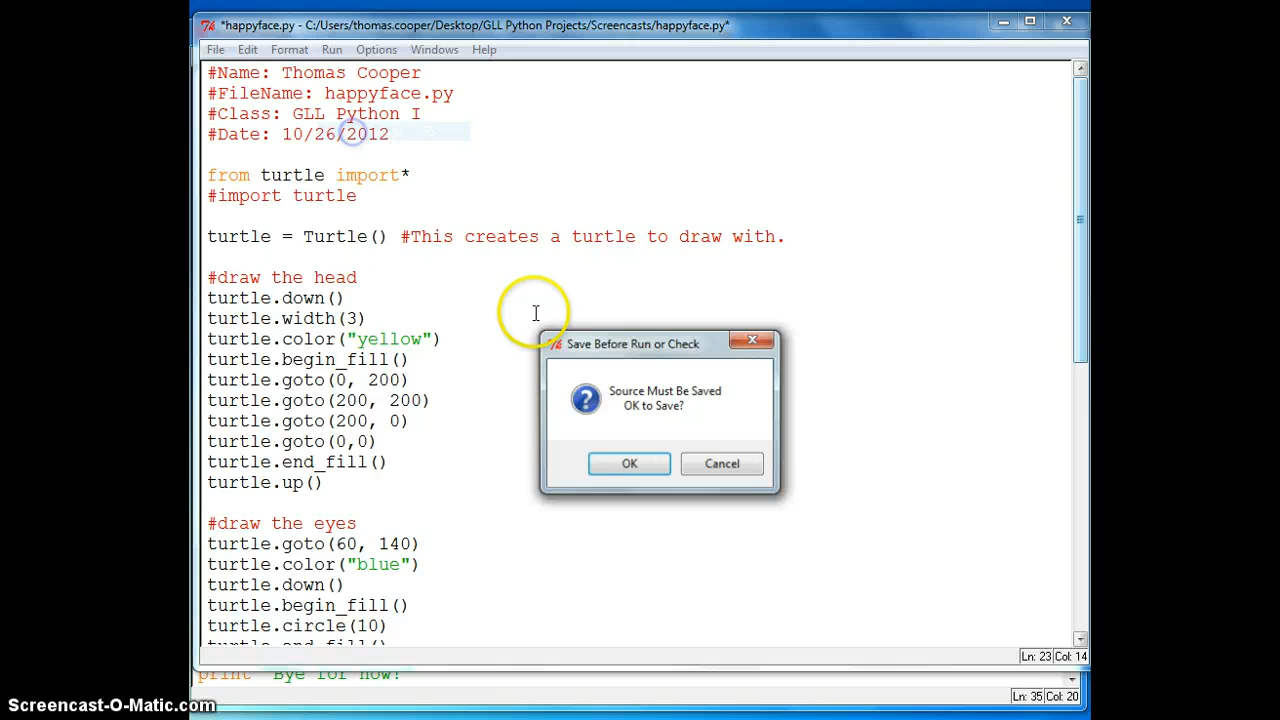 *happyface.py - C:/Users/thomas.cooper/Desktop/GLL Python Projects/Screencasts/happyface.py*
File Edit Format Run Options Windows Help
#Name: Thomas Cooper
#FileName: happyface.py
#Class: GLL Python I
#Date: 10/26/2012
from turtle import*
#import turtle
turtle = Turtle() #This creates a turtle to draw with.
#draw the head
turtle.down()
turtle.width(3)
turtle.color("yellow")
turtle.begin_fill()
turtle.goto(0, 200)
turtle.goto(200, 200)
turtle.goto(200, 0)
turtle.goto(0,0)
turtle.end_fill()
turtle.up()
Save Before Run or Check
Source Must Be Saved
OK to Save?
OK Cancel
#draw the eyes
turtle.goto(60, 140)
turtle.color("blue")
turtle.down()
turtle.begin_fill()
turtle.circle(10)
turtle.end_fill()
Ln: 23 Col: 14
print "Bye for now!"
Ln: 35 Col: 20
Screencast-O-Matic.com